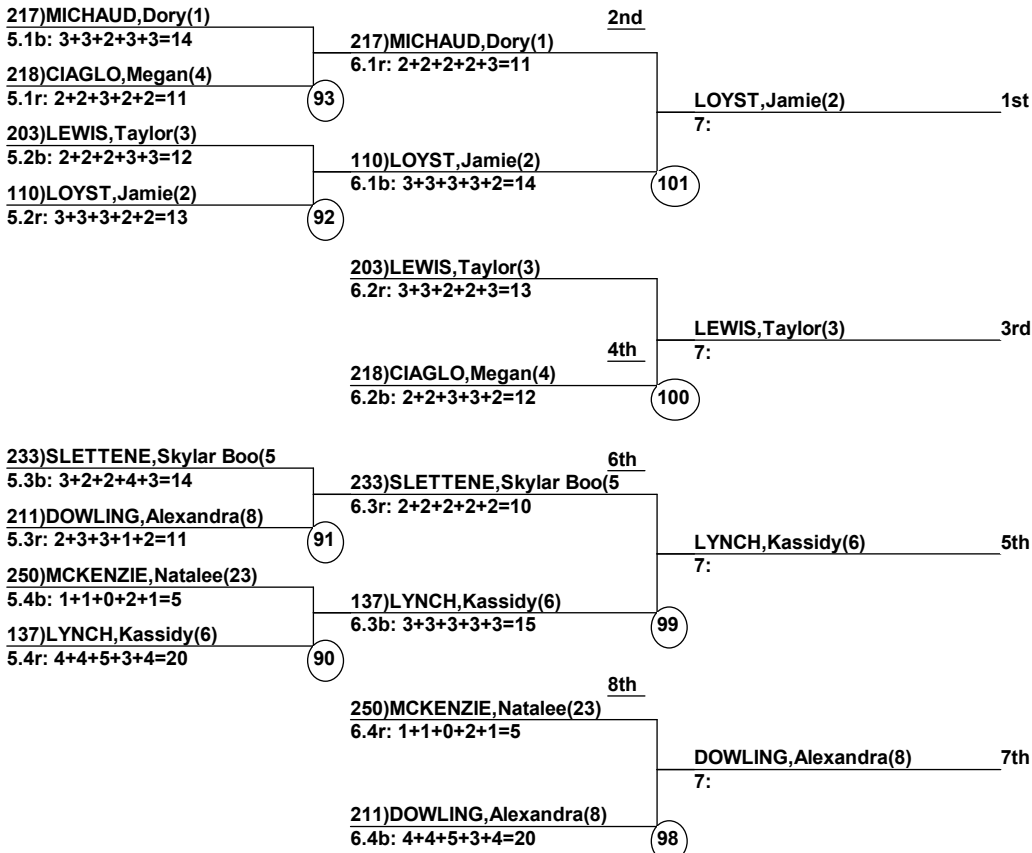 217)MICHAUD,Dory(1)
5.1b: 3+3+2+3+3=14
218)CIAGLO,Megan(4)
5.1r: 2+2+3+2+2=11
93
203)LEWIS,Taylor(3)
5.2b: 2+2+2+3+3=12
110)LOYST,Jamie(2)
5.2r: 3+3+3+2+2=13
92
2nd
217)MICHAUD,Dory(1)
6.1r: 2+2+2+2+3=11
110)LOYST,Jamie(2)
6.1b: 3+3+3+3+2=14
101
LOYST,Jamie(2) 1st
7:
203)LEWIS,Taylor(3)
6.2r: 3+3+2+2+3=13
4th
218)CIAGLO,Megan(4)
6.2b: 2+2+3+3+2=12
100
LEWIS,Taylor(3) 3rd
7:
233)SLETTENE,Skylar Boo(5
5.3b: 3+2+2+4+3=14
211)DOWLING,Alexandra(8)
5.3r: 2+3+3+1+2=11
91
250)MCKENZIE,Natalee(23)
5.4b: 1+1+0+2+1=5
137)LYNCH,Kassidy(6)
5.4r: 4+4+5+3+4=20
90
6th
233)SLETTENE,Skylar Boo(5
6.3r: 2+2+2+2+2=10
137)LYNCH,Kassidy(6)
6.3b: 3+3+3+3+3=15
99
LYNCH,Kassidy(6) 5th
7:
8th
250)MCKENZIE,Natalee(23)
6.4r: 1+1+0+2+1=5
211)DOWLING,Alexandra(8)
6.4b: 4+4+5+3+4=20
98
DOWLING,Alexandra(8) 7th
7: